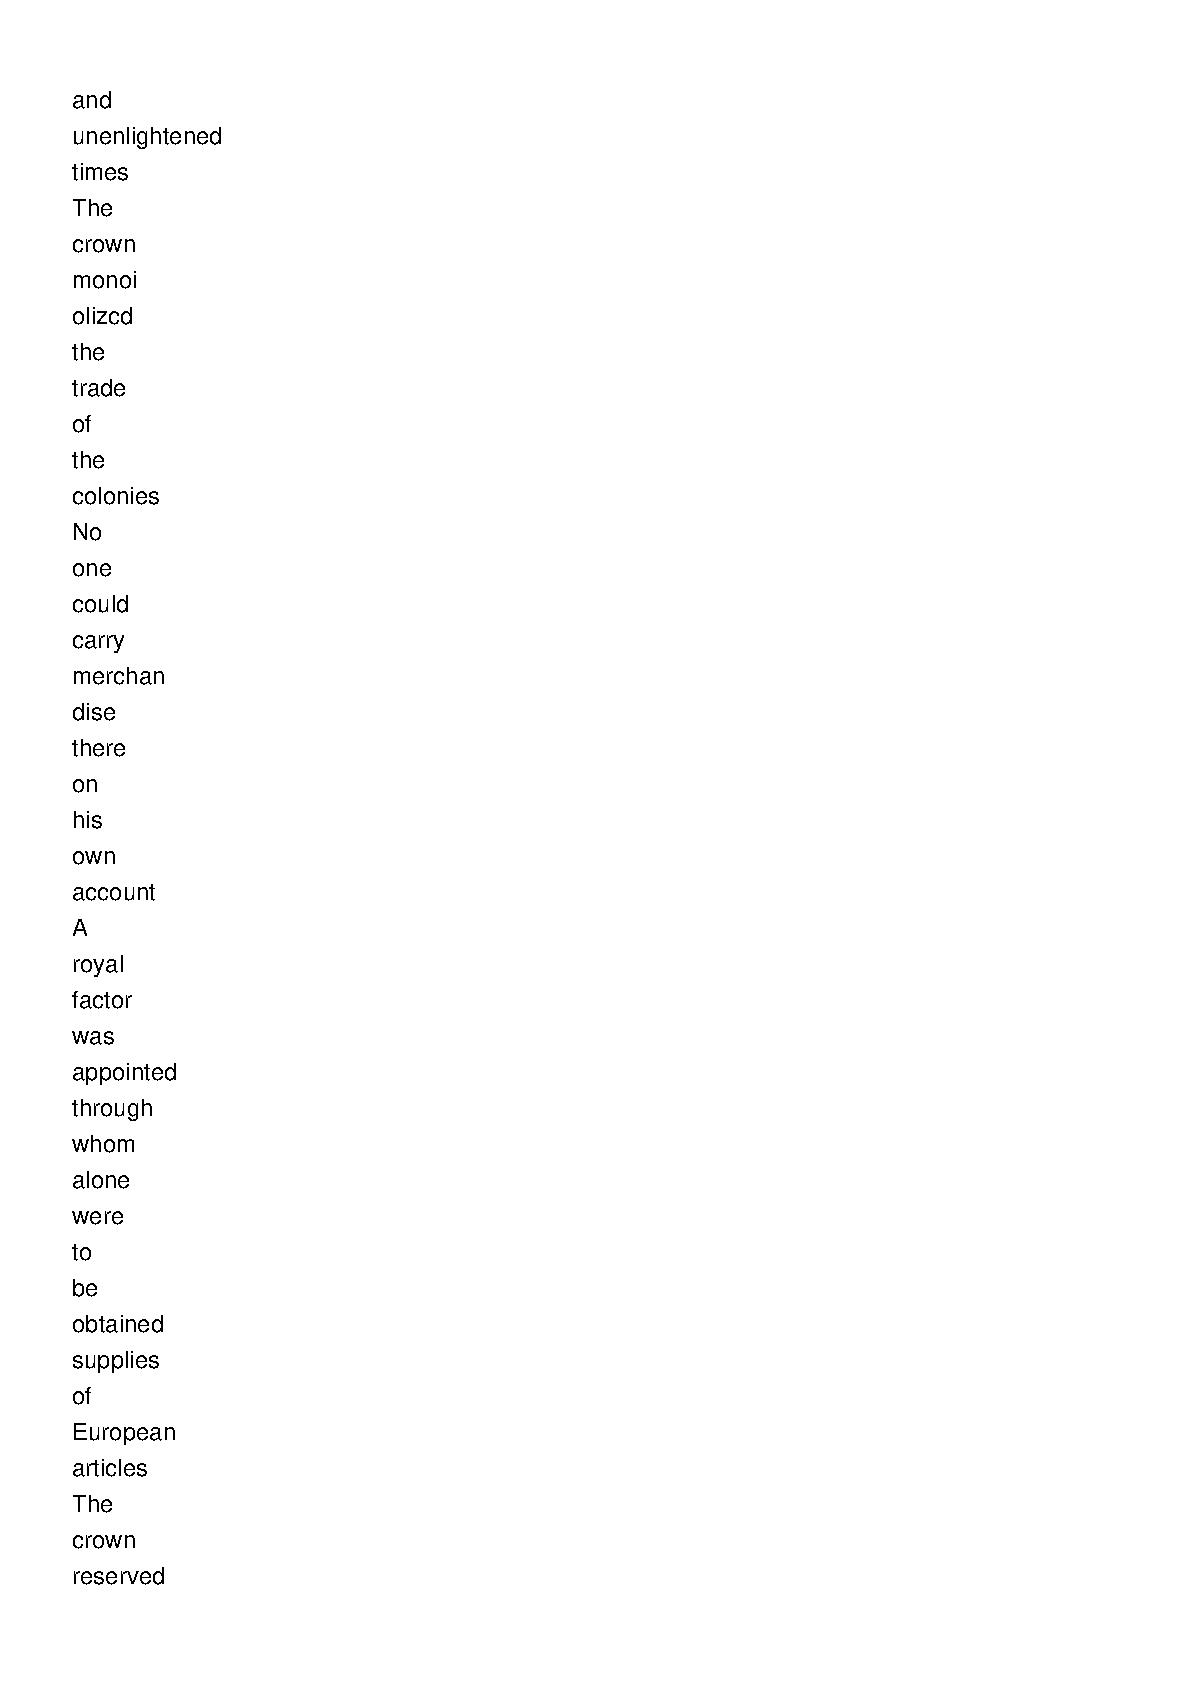 and
unenlightened
times
The
crown
monoi
olizcd
the
trade
of
the
colonies
No
one
could
carry
merchan
dise
there
on
his
own
account
A
royal
factor
was
appointed
through
whom
alone
were
to
be
obtained
supplies
of
European
articles
The
crown
reserved